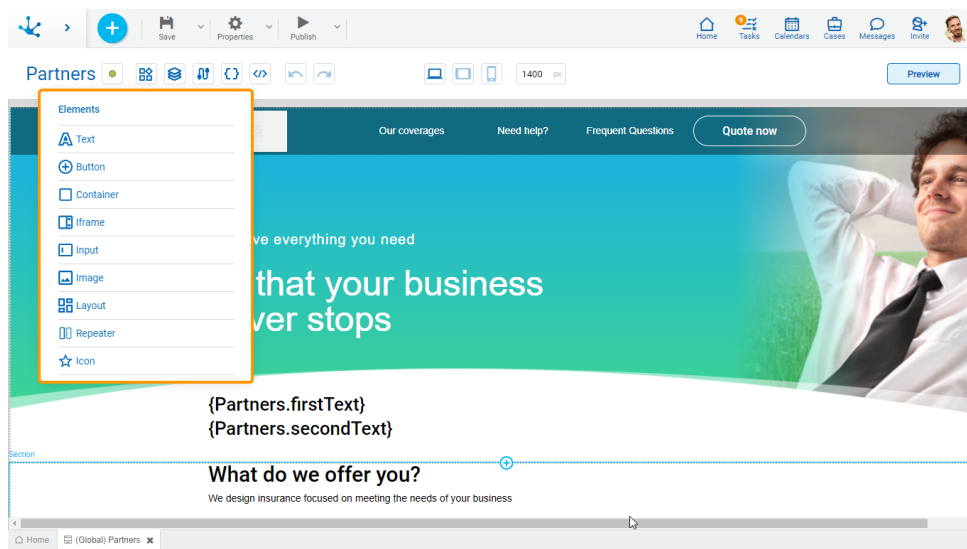 Save
Properties
Publish
Home
9
Tasks
Calendars
Cases
Messages
Invite
Partners
1400 px
Preview
Elements
Text
Button
Container
Iframe
Input
Image
Layout
Repeater
Icon
Our coverages
Need help?
Frequent Questions
Quote now
ve everything you need
that your business
ver stops
{Partners.firstText}
{Partners.secondText}
Section
What do we offer you?
We design insurance focused on meeting the needs of your business
Home
(Global) Partners